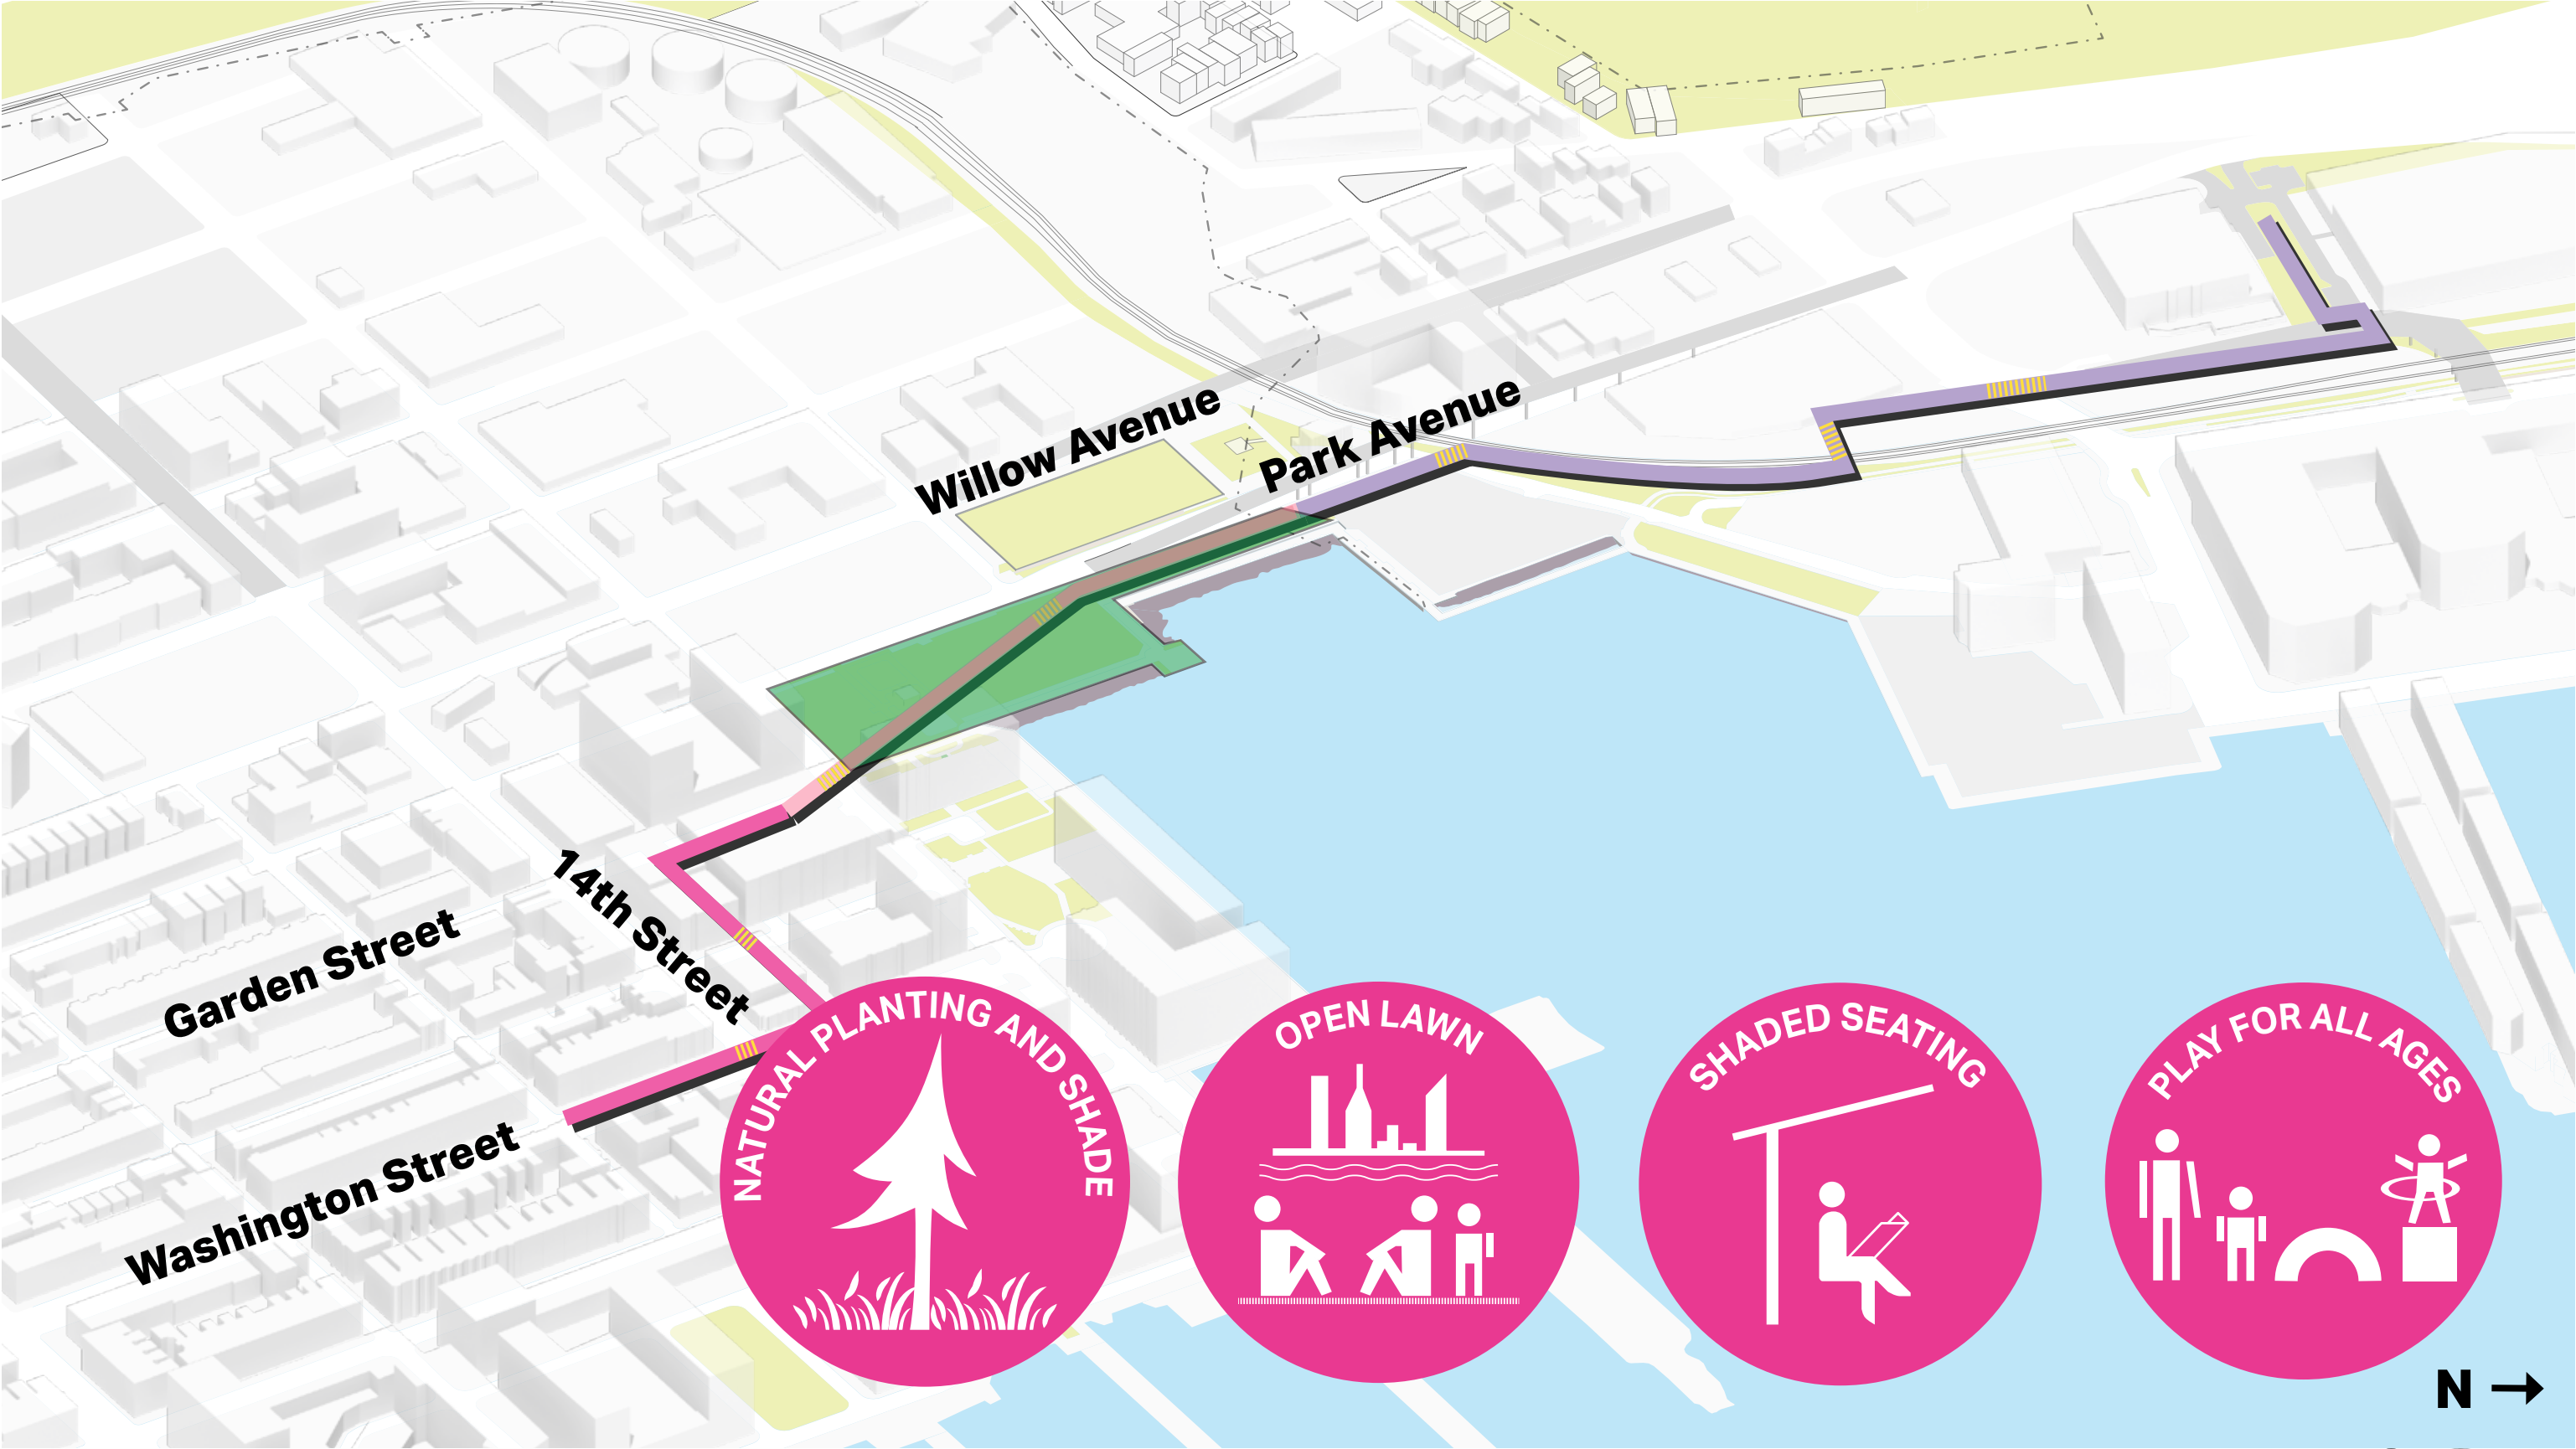 Willow Avenue
Park Avenue
14th Street
Garden Street
Washington Street
NATURAL PLANTING AND SHADE
OPEN LAWN
SHADED SEATING
PLAY FOR ALL AGES
N